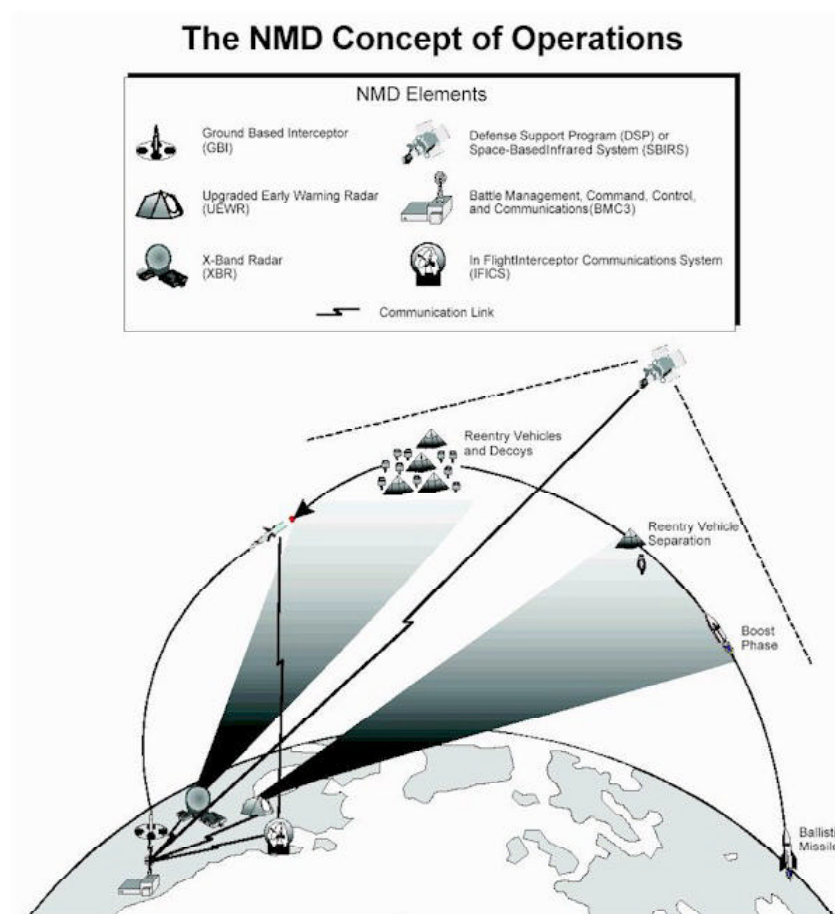 The NMD Concept of Operations
NMD Elements
Ground Based Interceptor
(GBI)
Defense Support Program (DSP) or
Space-BasedInfrared System (SBIRS)
Upgraded Early Warning Radar
(UEWR)
Battle Management, Command, Control,
and Communications(BMC3)
X-Band Radar
(XBR)
In FlightInterceptor Communications System
(IFICS)
Communication Link
Reentry Vehicles
and Decoys
Reentry Vehicle
Separation
Boost
Phase
Ballisti
Missile